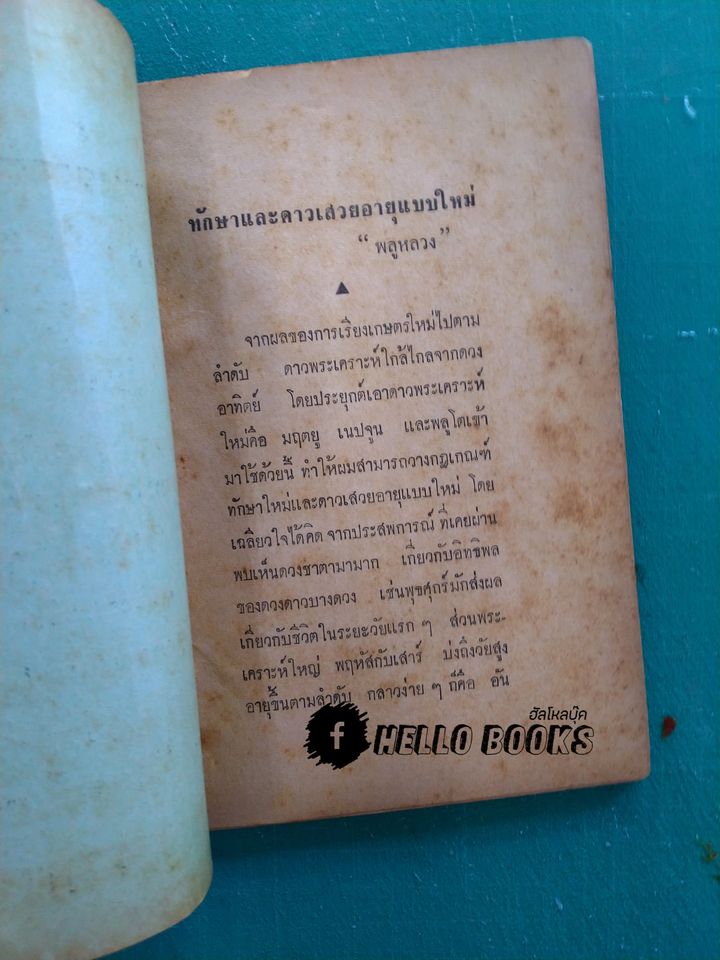 ทักษาและดาวเสวยอายุแบบใหม่
“ พลูหลวง”
▲
จากผลของการเรียงเกษตรใหม่ไปตาม
ลำดับ ดาวพระเคราะห์ใกล้ไกลจากดวง
อาทิตย์ โดยประยุกต์เอาดาวพระเคราะห์
ใหม่คือ มฤตยู เนปจูน และพลูโตเข้า
มาใช้ด้วยนี้ ทำให้ผมสามารถวางกฎเกณฑ์
ทักษาใหม่และดาวเสวยอายุแบบใหม่ โดย
เฉลียวใจได้คิด จากประสพการณ์ ที่เคยผ่าน
พบเห็นดวงชาตามามาก เกี่ยวกับอิทธิพล
ของดวงดาวบางดวง เช่นพุธศุกร์มักส่งผล
เกี่ยวกับชีวิตในระยะวัยแรก ๆ ส่วนพระ-
เคราะห์ใหญ่ พฤหัสกับเสาร์ บ่งถึงวัยสูง
อายุขึ้นตามลำดับ กล่าวง่าย ๆ ก็คือ อัน
ฮัลโหลบุ๊ค
f HELLO BOOKS